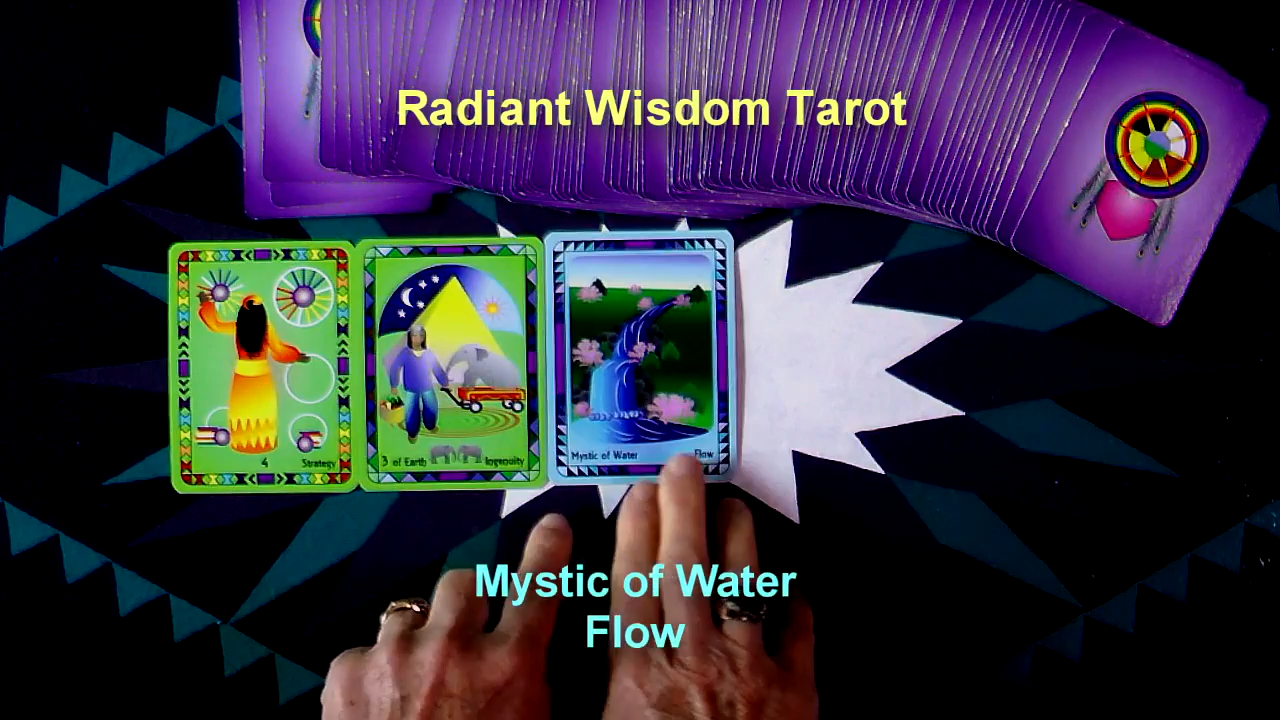 Radiant Wisdom Tarot
4 Strategy
3 of Earth Ingenuity
Mystic of Water Flow
Mystic of Water
Flow